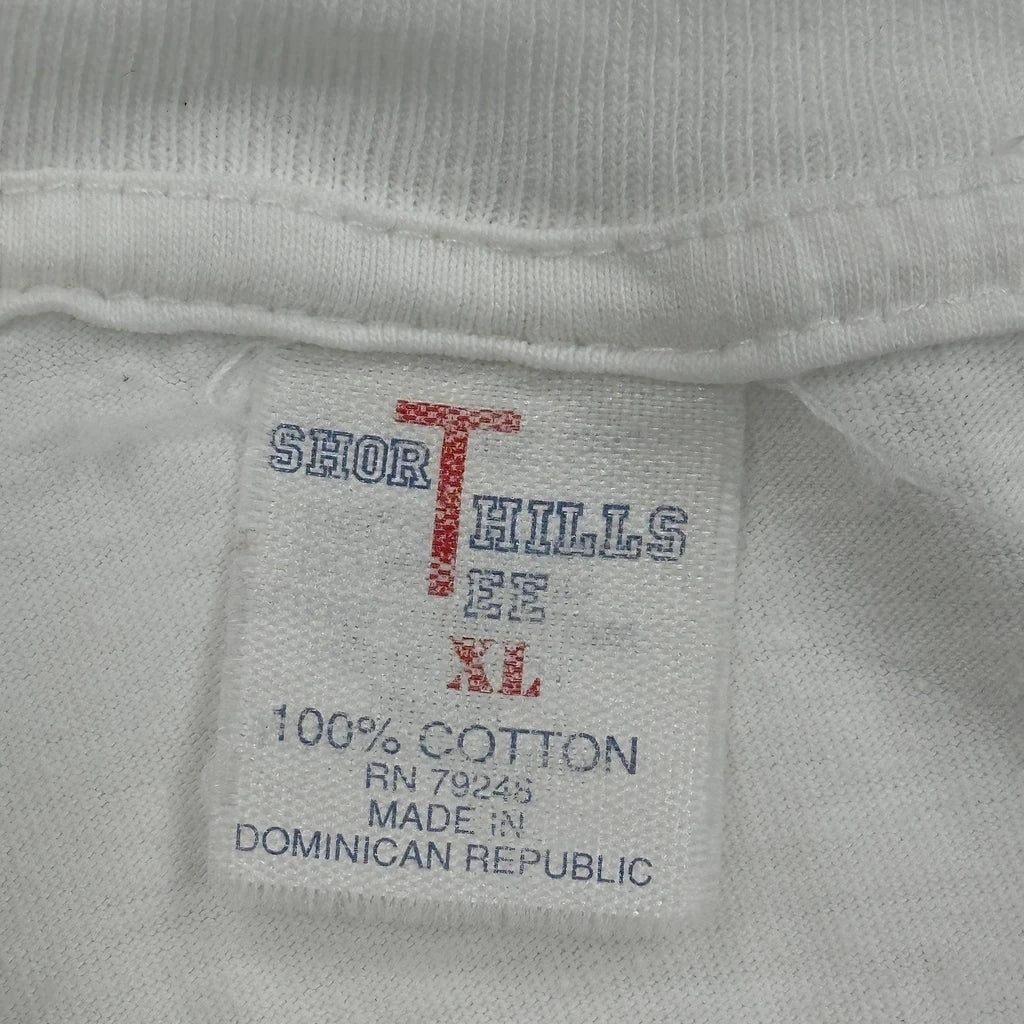 SHORT
HILLS
TEE
XL
100% COTTON
RN 79246
MADE IN
DOMINICAN REPUBLIC